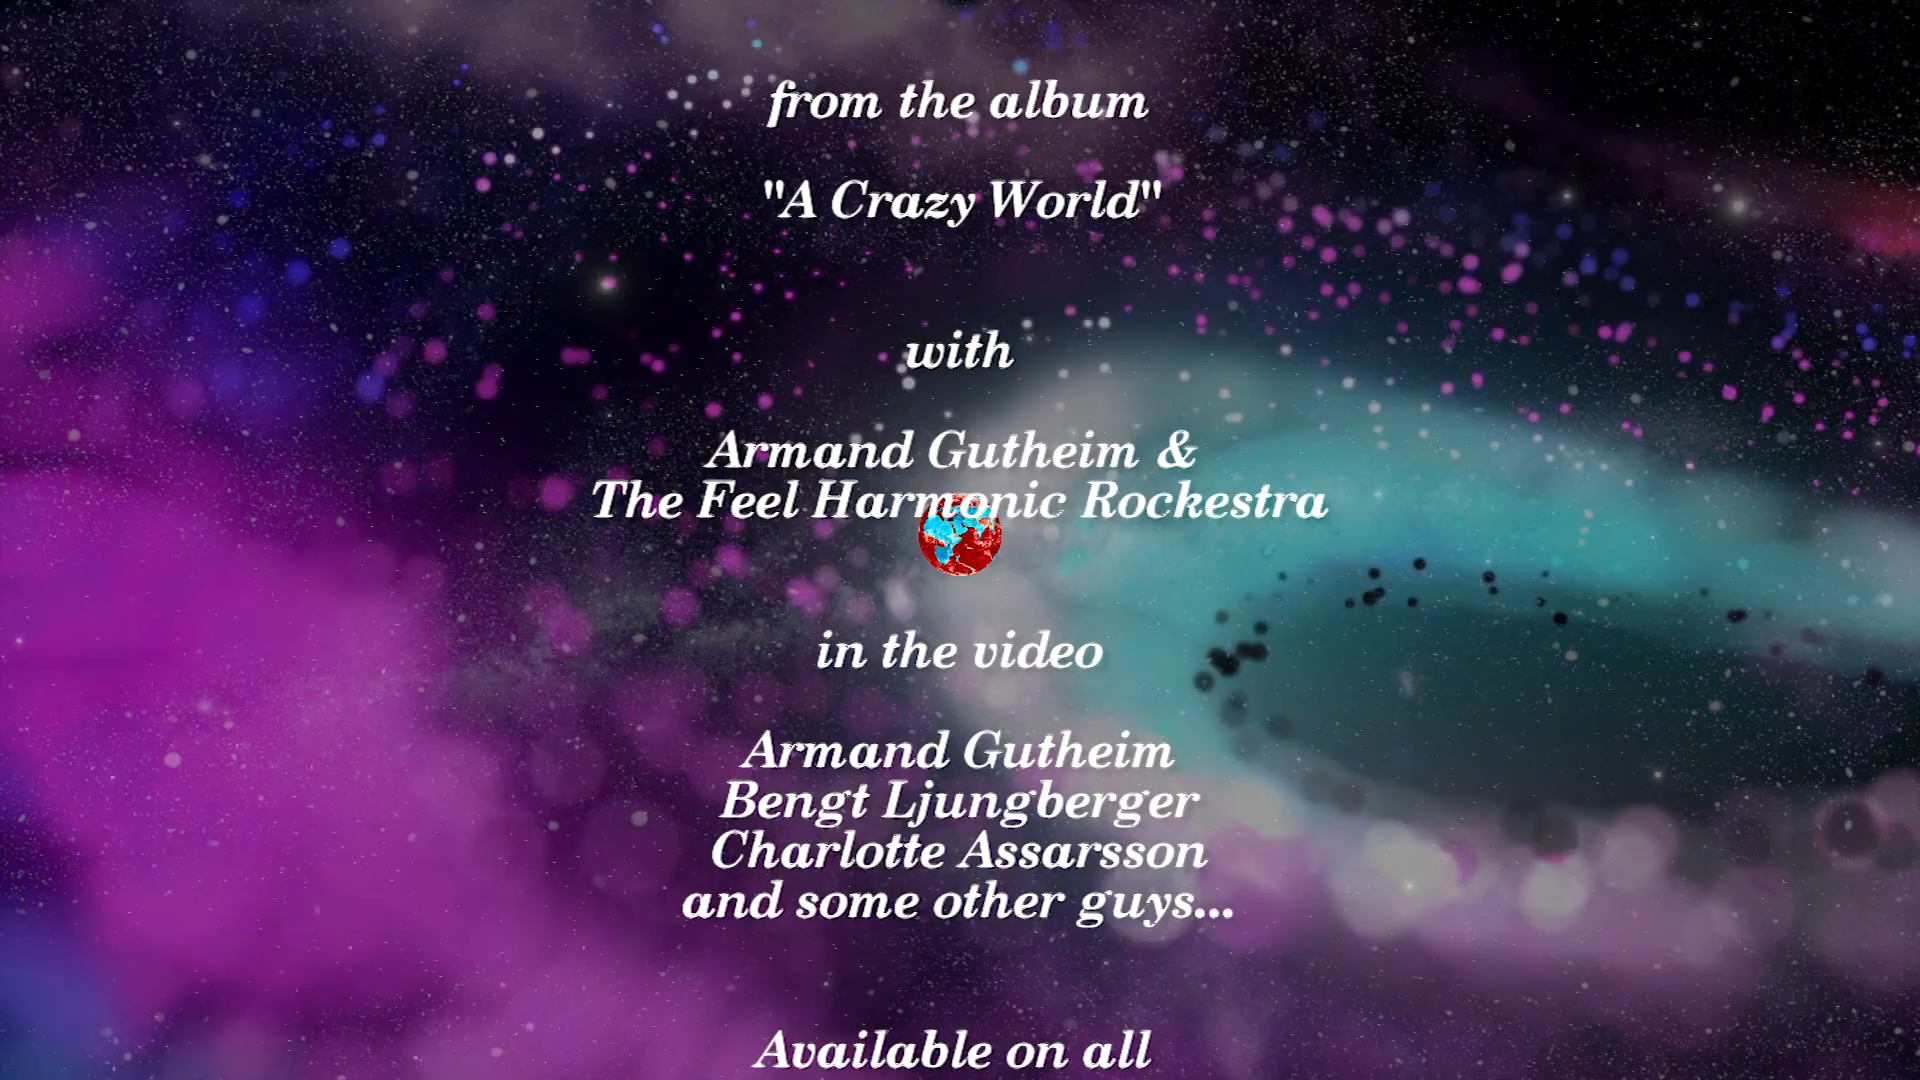 from the album
"A Crazy World"
with
Armand Gutheim &
The Feel Harmonic Rockestra
in the video
Armand Gutheim
Bengt Ljungberger
Charlotte Assarsson
and some other guys...
Available on all